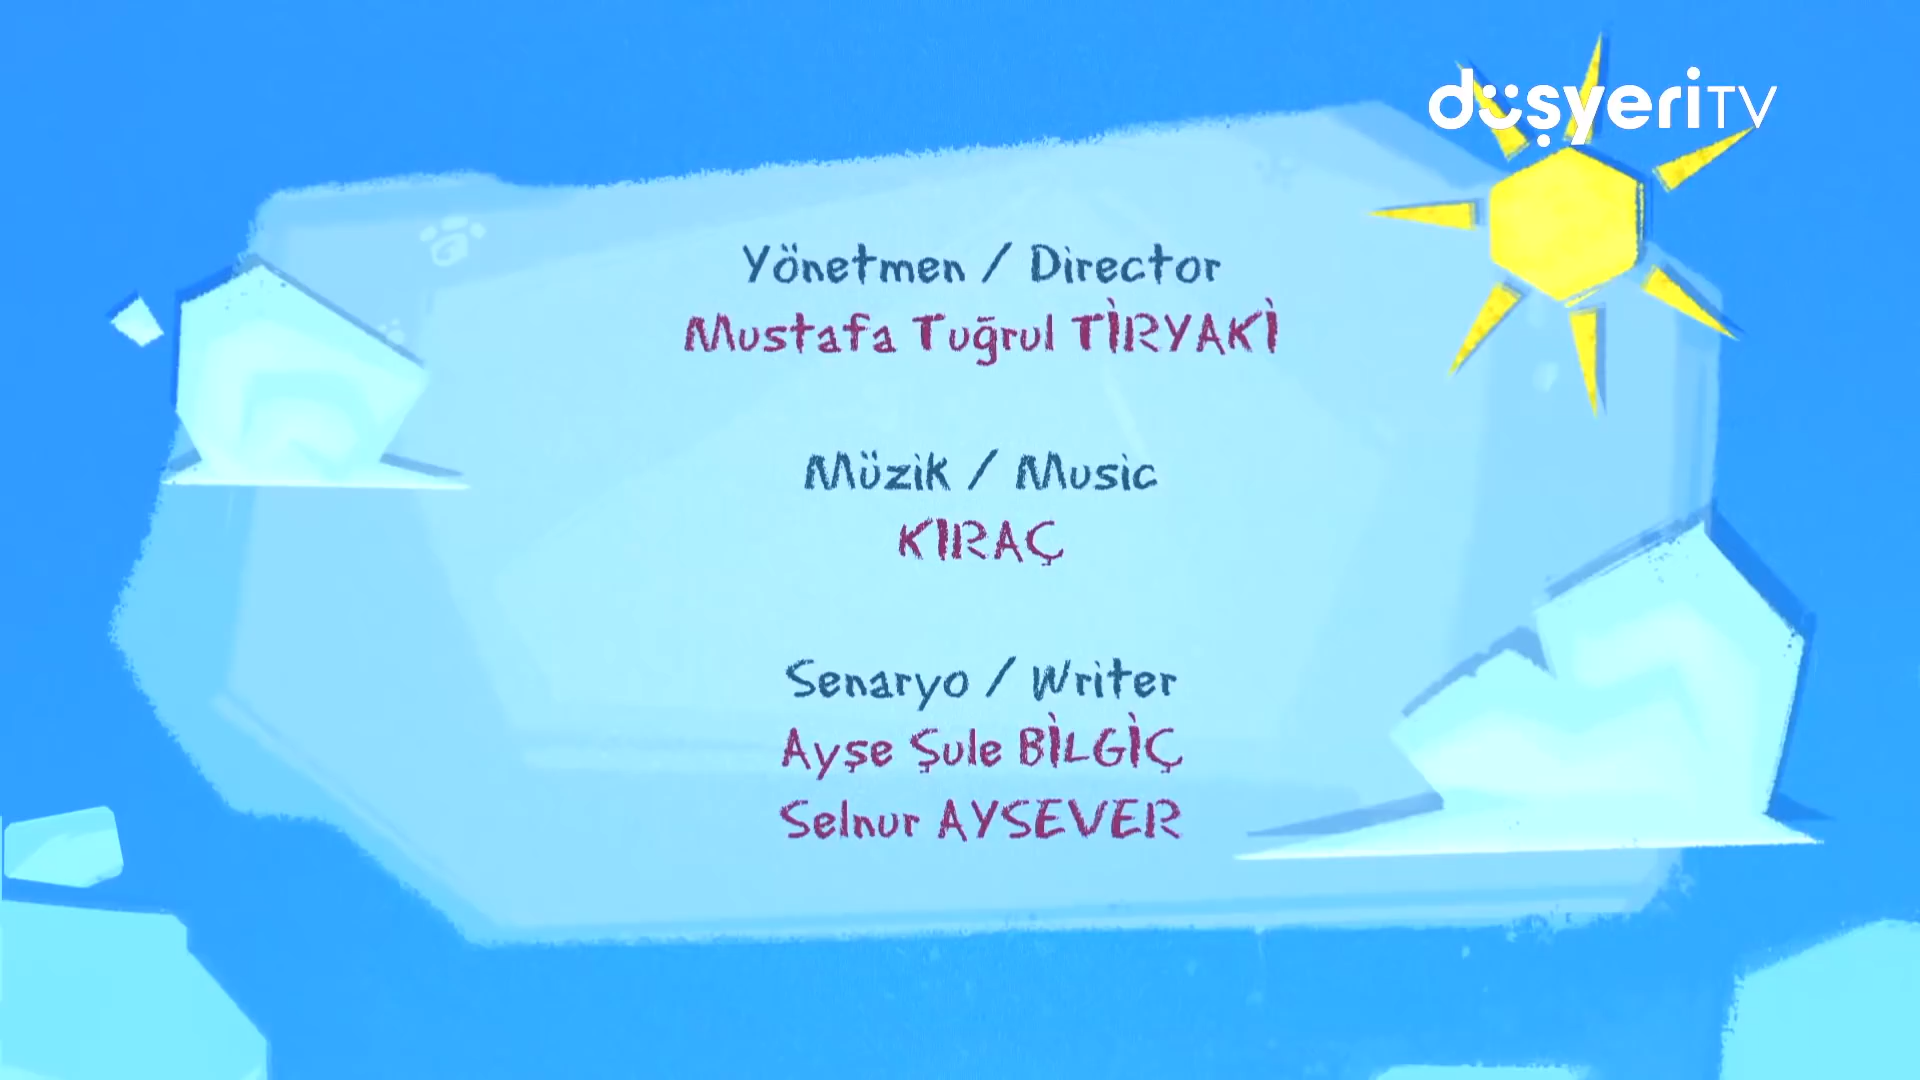 düşyeriTV
Yönetmen / Director
Mustafa Tuğrul TİRYAKİ
Müzik / Music
KIRAÇ
Senaryo / Writer
Ayşe Şule BİLGİÇ
Selnur AYSEVER